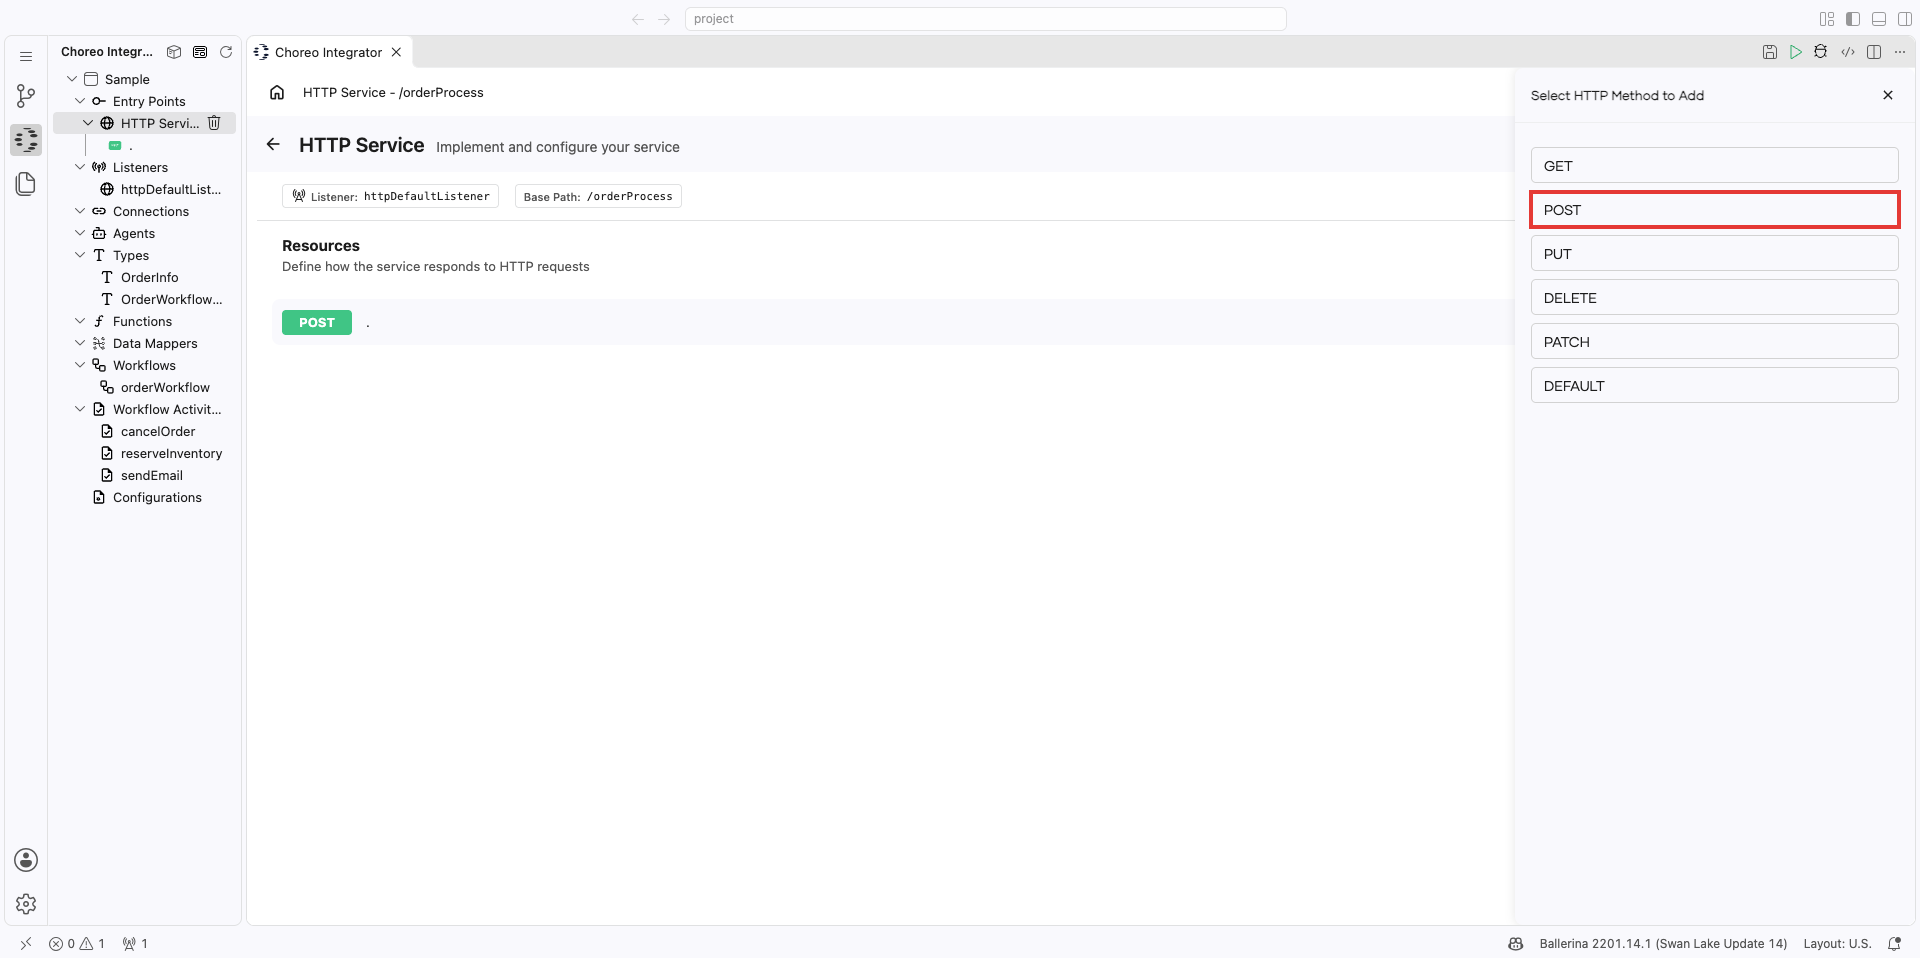 project
Choreo Integr...
Sample
Entry Points
HTTP Servi...
.
Listeners
httpDefaultList...
Connections
Agents
Types
OrderInfo
OrderWorkflow...
Functions
Data Mappers
Workflows
orderWorkflow
Workflow Activit...
cancelOrder
reserveInventory
sendEmail
Configurations
Choreo Integrator
HTTP Service - /orderProcess
HTTP Service Implement and configure your service
Listener: httpDefaultListener Base Path: /orderProcess
Resources
Define how the service responds to HTTP requests
POST .
Select HTTP Method to Add
GET
POST
PUT
DELETE
PATCH
DEFAULT
0 1 1
Ballerina 2201.14.1 (Swan Lake Update 14) Layout: U.S.